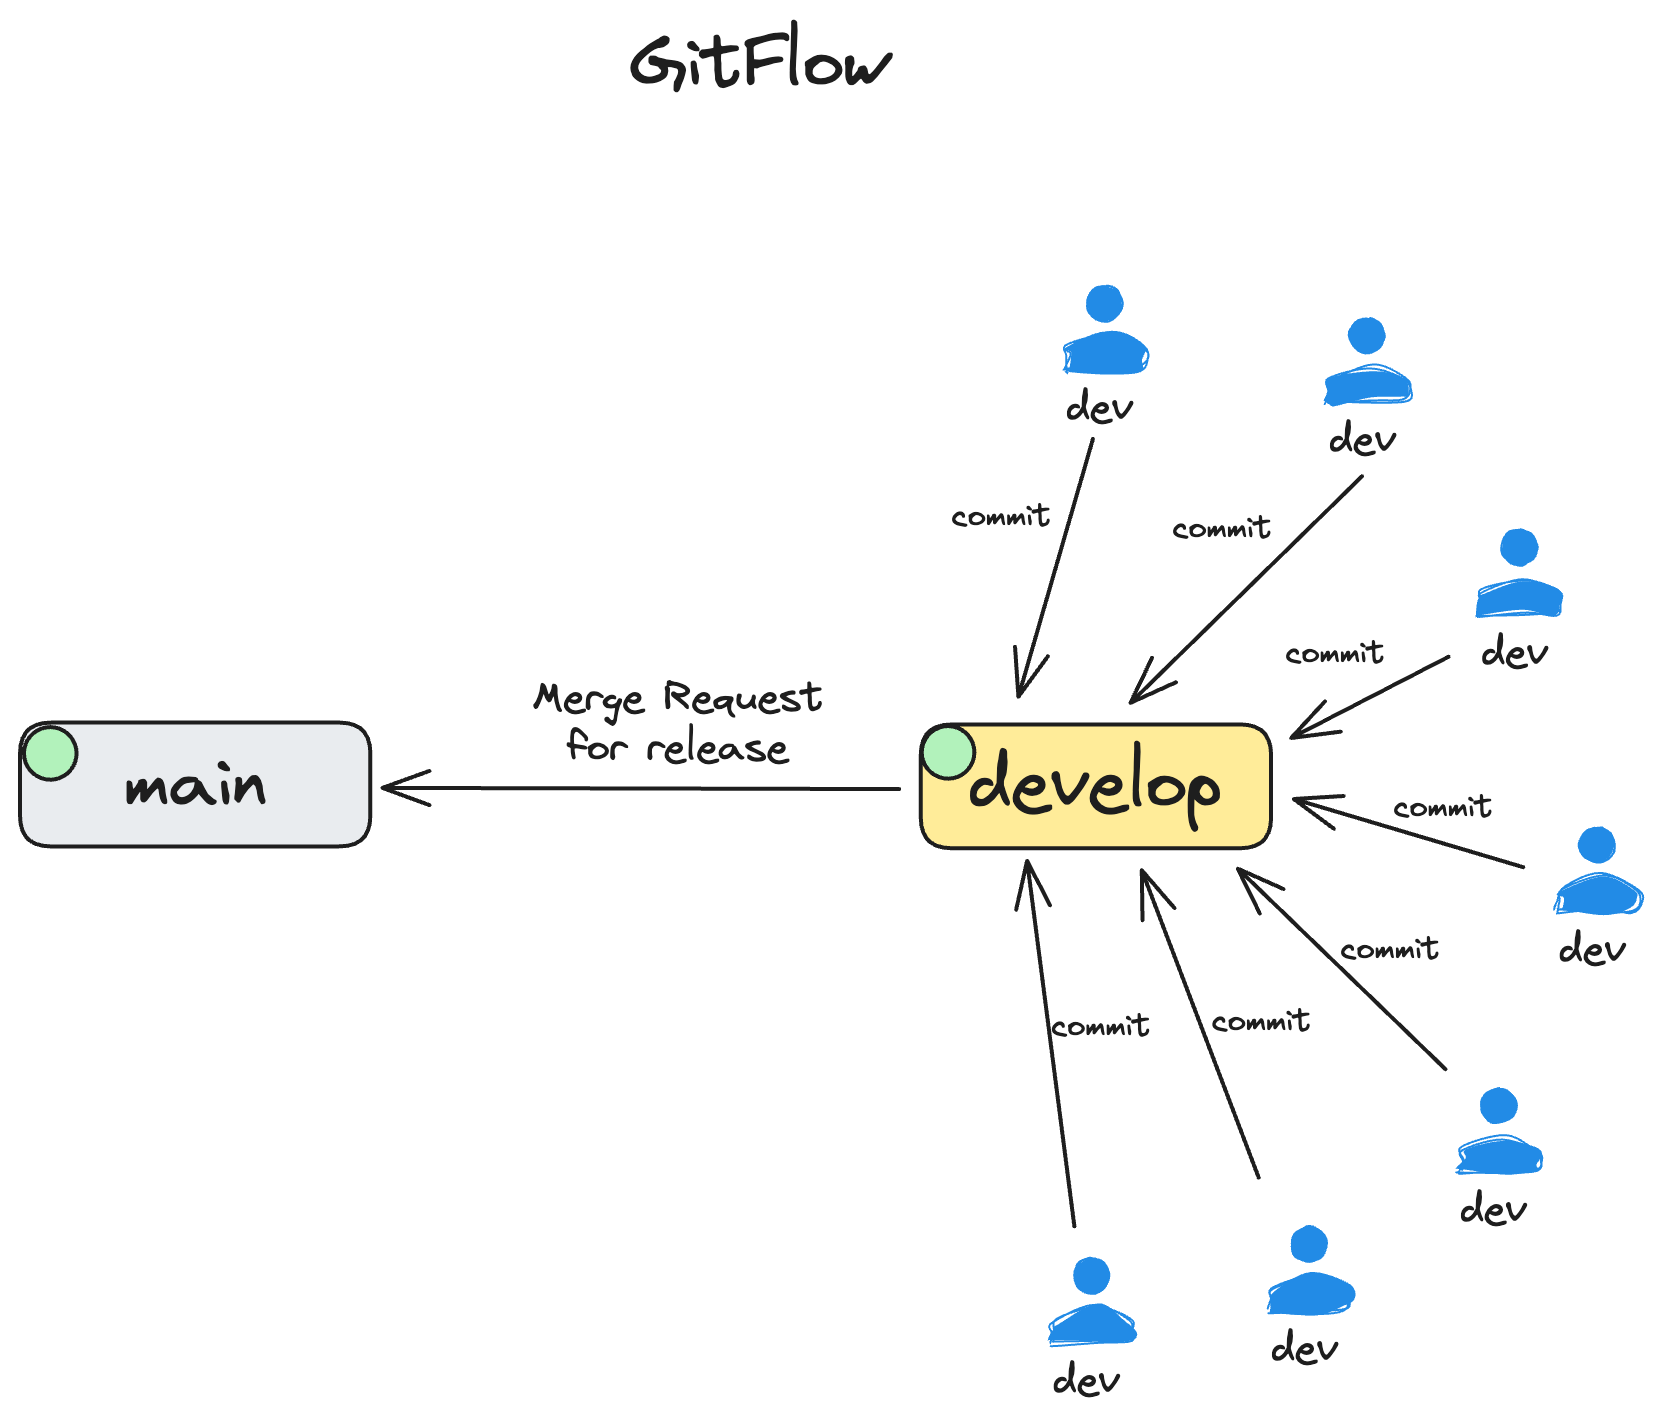 GitFlow
dev
dev
commit
commit
dev
commit
Merge Request
for release
main
develop
commit
dev
commit
commit
commit
dev
dev
dev